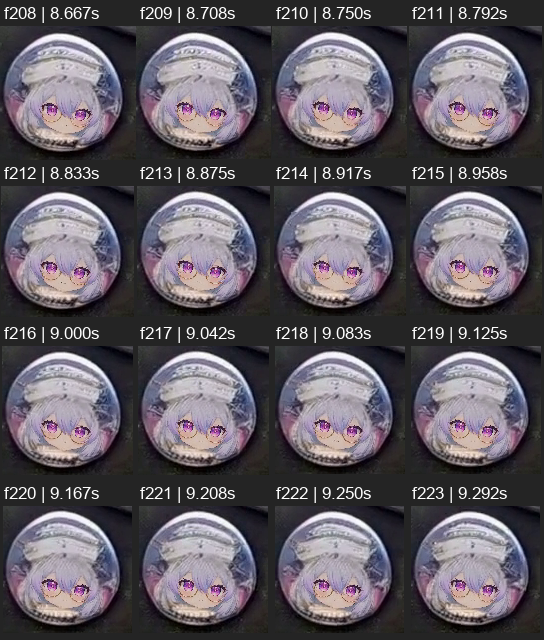 f208 | 8.667s f209 | 8.708s f210 | 8.750s f211 | 8.792s
f212 | 8.833s f213 | 8.875s f214 | 8.917s f215 | 8.958s
f216 | 9.000s f217 | 9.042s f218 | 9.083s f219 | 9.125s
f220 | 9.167s f221 | 9.208s f222 | 9.250s f223 | 9.292s